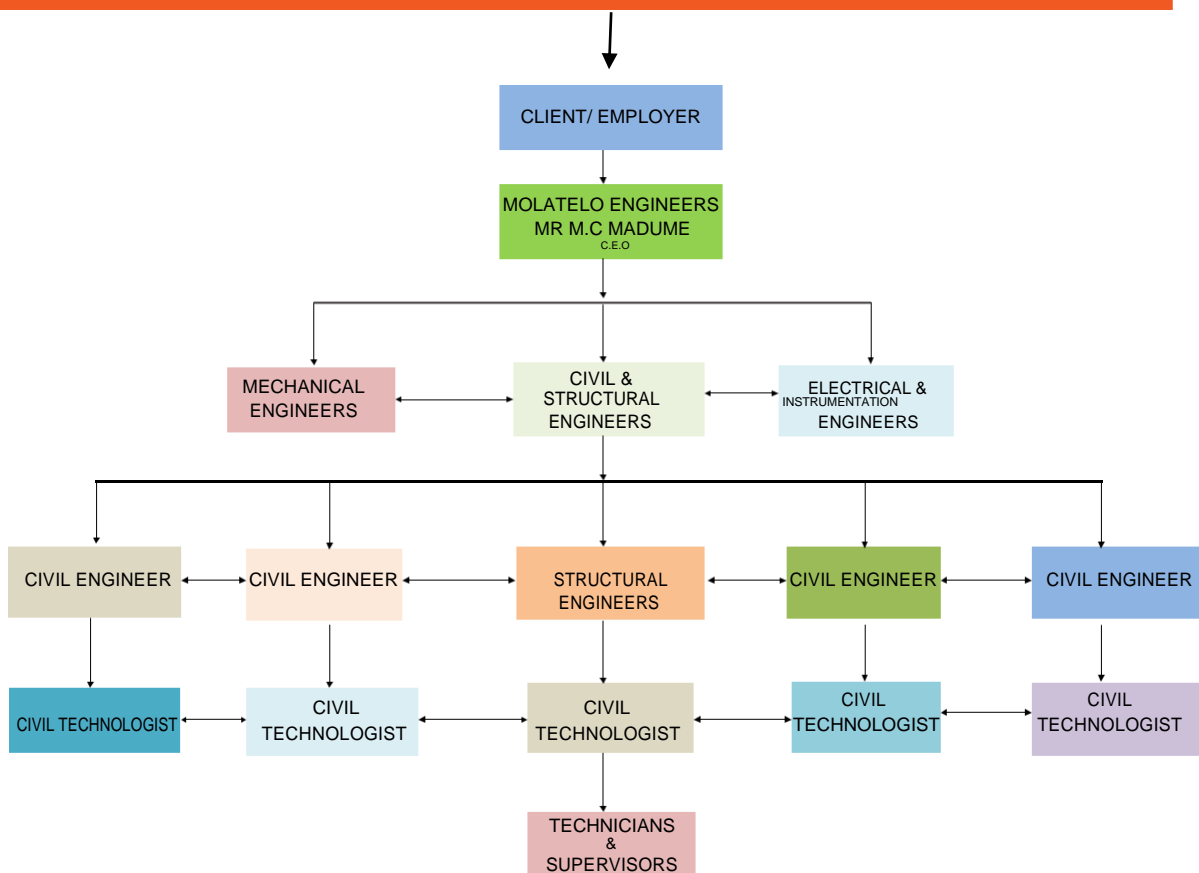 CLIENT/ EMPLOYER
MOLATELO ENGINEERS
MR M.C MADUME
C.E.O
MECHANICAL
ENGINEERS
CIVIL &
STRUCTURAL
ENGINEERS
ELECTRICAL &
INSTRUMENTATION
ENGINEERS
CIVIL ENGINEER
CIVIL ENGINEER
STRUCTURAL
ENGINEERS
CIVIL ENGINEER
CIVIL ENGINEER
CIVIL TECHNOLOGIST
CIVIL
TECHNOLOGIST
CIVIL
TECHNOLOGIST
CIVIL
TECHNOLOGIST
CIVIL
TECHNOLOGIST
TECHNICIANS
&
SUPERVISORS